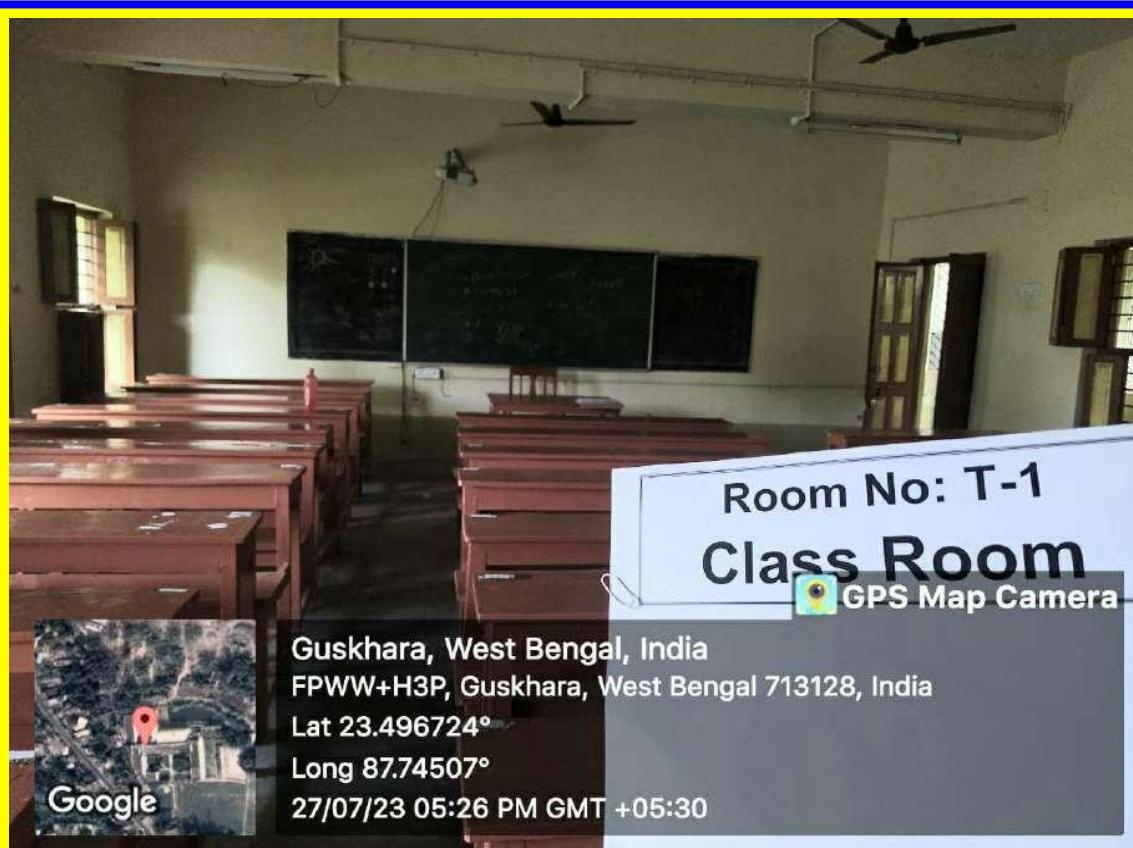 Room No: T-1
Class Room
GPS Map Camera
Guskhara, West Bengal, India
FPWW+H3P, Guskhara, West Bengal 713128, India
Lat 23.496724°
Long 87.74507°
27/07/23 05:26 PM GMT +05:30
Google